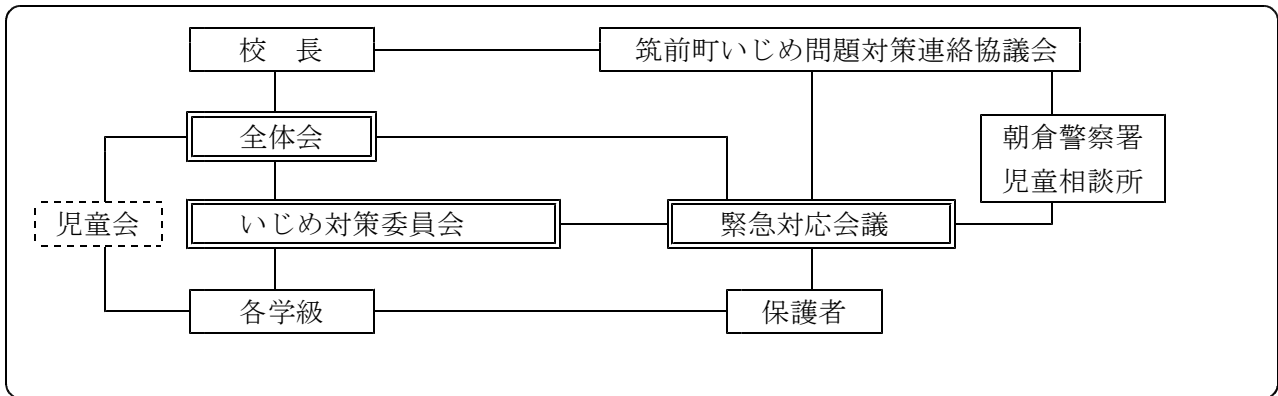 校　長
筑前町いじめ問題対策連絡協議会
全体会
朝倉警察署
児童相談所
児童会
いじめ対策委員会
緊急対応会議
各学級
保護者